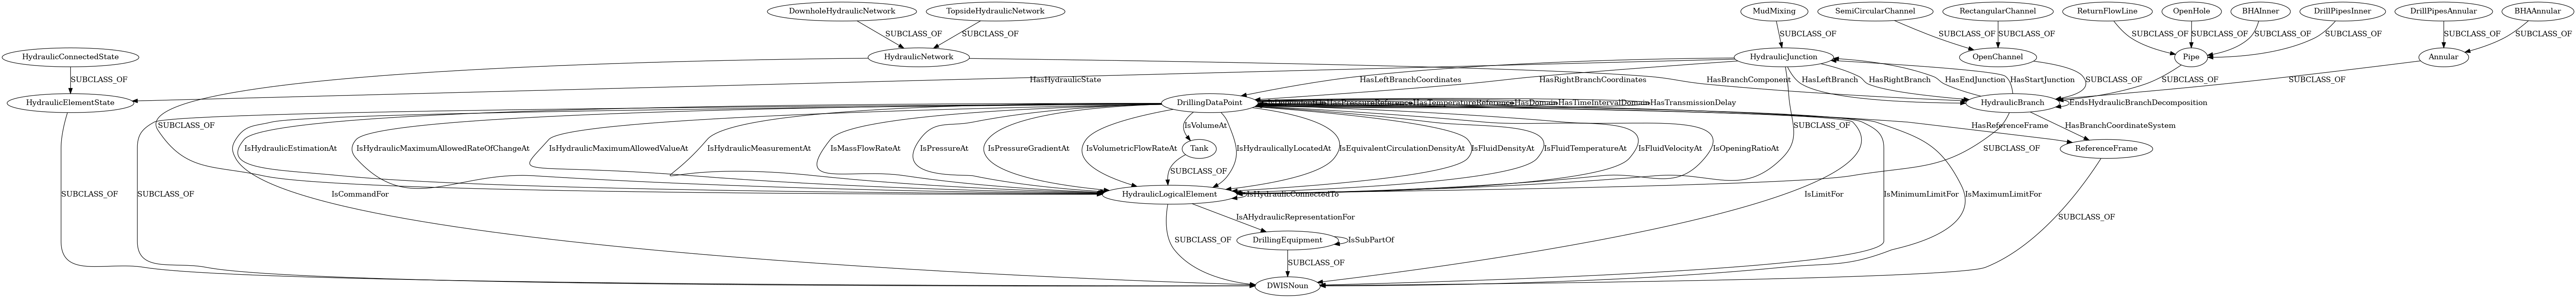 DownholeHydraulicNetwork TopsideHydraulicNetwork MudMixing SemiCircularChannel RectangularChannel ReturnFlowLine OpenHole BHAInner DrillPipesInner DrillPipesAnnular BHAAnnular
SUBCLASS_OF SUBCLASS_OF SUBCLASS_OF SUBCLASS_OF SUBCLASS_OF SUBCLASS_OF SUBCLASS_OF SUBCLASS_OF SUBCLASS_OF SUBCLASS_OF SUBCLASS_OF
HydraulicConnectedState HydraulicNetwork HydraulicJunction OpenChannel Pipe Annular
SUBCLASS_OF HasHydraulicState HasLeftBranchCoordinates HasRightBranchCoordinates HasBranchComponent HasLeftBranch HasRightBranch HasEndJunction HasStartJunction SUBCLASS_OF SUBCLASS_OF SUBCLASS_OF
HydraulicElementState DrillingDataPoint HasPressureReference HasTemperatureReference HasDomain HasTimeIntervalDomain HasTransmissionDelay HydraulicBranch EndsHydraulicBranchDecomposition
SUBCLASS_OF IsVolumeAt SUBCLASS_OF HasReferenceFrame HasBranchCoordinateSystem
IsHydraulicEstimationAt IsHydraulicMaximumAllowedRateOfChangeAt IsHydraulicMaximumAllowedValueAt IsHydraulicMeasurementAt IsMassFlowRateAt IsPressureAt IsPressureGradientAt IsVolumetricFlowRateAt Tank IsHydraulicallyLocatedAt IsEquivalentCirculationDensityAt IsFluidDensityAt IsFluidTemperatureAt IsFluidVelocityAt IsOpeningRatioAt SUBCLASS_OF ReferenceFrame
SUBCLASS_OF
SUBCLASS_OF SUBCLASS_OF IsCommandFor HydraulicLogicalElement IsHydraulicConnectedTo IsLimitFor IsMinimumLimitFor IsMaximumLimitFor
IsAHydraulicRepresentationFor SUBCLASS_OF
SUBCLASS_OF DrillingEquipment IsSubPartOf
SUBCLASS_OF
DWISNoun